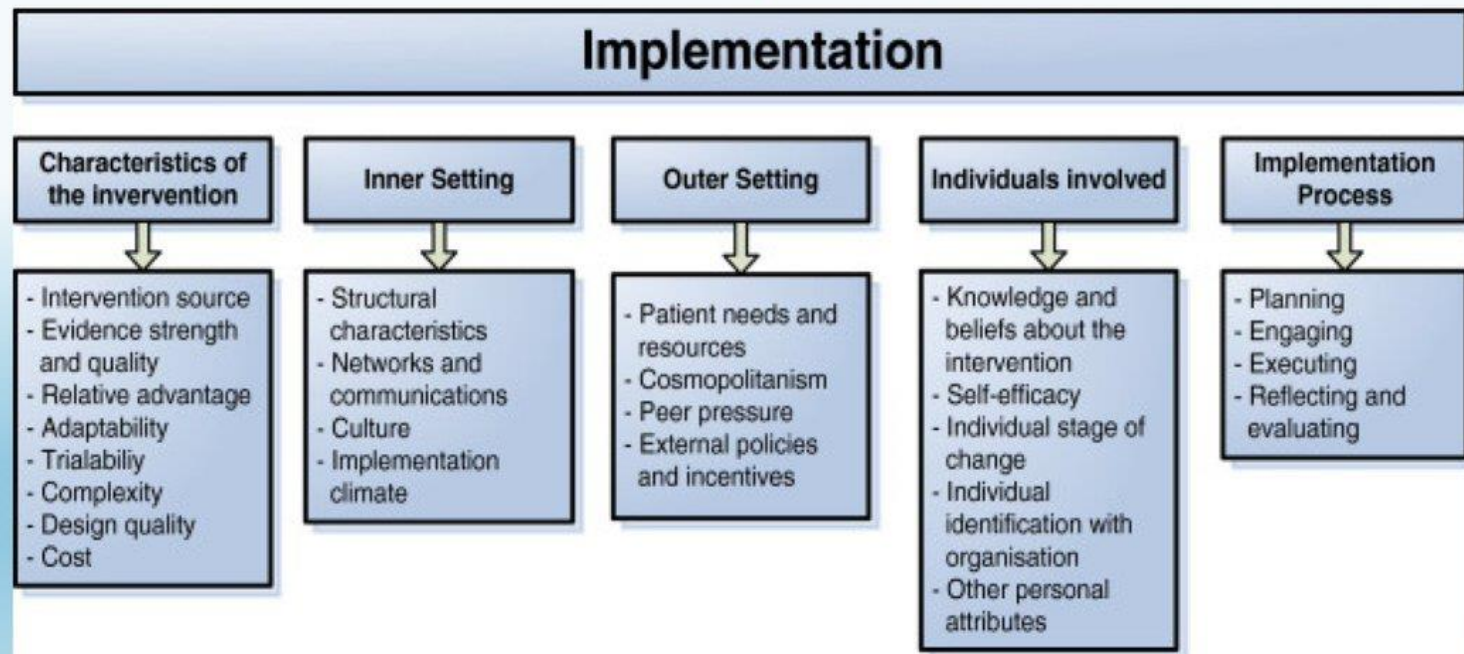 Implementation
Characteristics of
the invervention
- Intervention source
- Evidence strength
and quality
- Relative advantage
- Adaptability
- Trialabiliy
- Complexity
- Design quality
- Cost
Inner Setting
- Structural
characteristics
- Networks and
communications
- Culture
- Implementation
climate
Outer Setting
- Patient needs and
resources
- Cosmopolitanism
- Peer pressure
- External policies
and incentives
Individuals involved
- Knowledge and
beliefs about the
intervention
- Self-efficacy
- Individual stage of
change
- Individual
identification with
organisation
- Other personal
attributes
Implementation
Process
- Planning
- Engaging
- Executing
- Reflecting and
evaluating